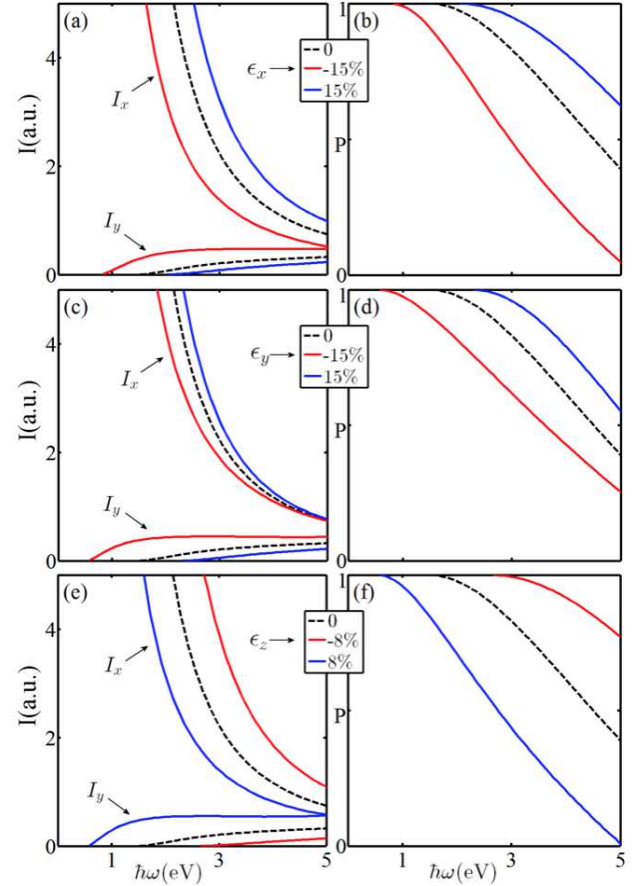 (a)
I(a.u.)
4
2
0
I_x
I_y
ϵ_x
0
-15%
15%
(b)
1
P
0
(c)
I(a.u.)
4
2
0
I_x
I_y
ϵ_y
0
-15%
15%
(d)
1
P
0
(e)
I(a.u.)
4
2
0
I_x
I_y
ϵ_z
0
-8%
8%
(f)
1
P
0
1 3 5
ħω(eV)
1 3 5
ħω(eV)